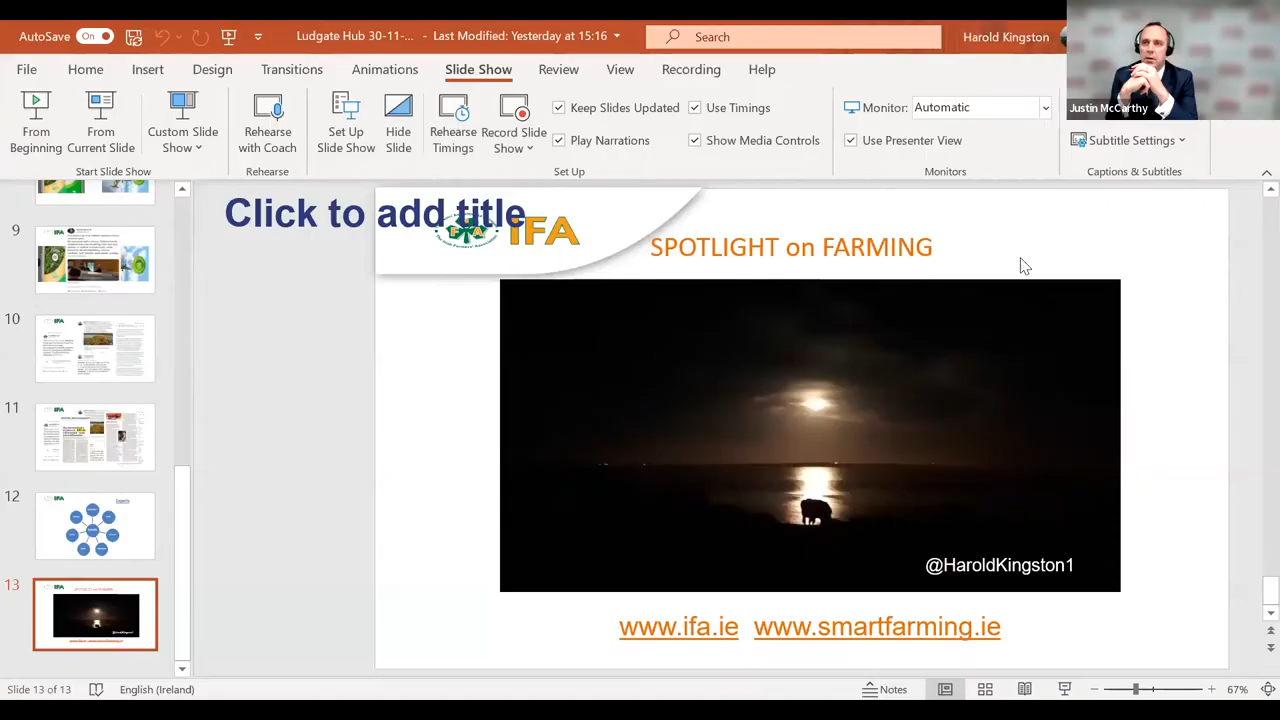 AutoSave On Ludgate Hub 30-11-... – Last Modified: Yesterday at 15:16 Search Harold Kingston
Justin McCarthy
File Home Insert Design Transitions Animations Slide Show Review View Recording Help
From Beginning
From Current Slide
Custom Slide Show
Rehearse with Coach
Set Up Slide Show
Hide Slide
Rehearse Timings
Record Slide Show
Keep Slides Updated
Use Timings
Play Narrations
Show Media Controls
Monitor: Automatic
Use Presenter View
Subtitle Settings
Start Slide Show Rehearse Set Up Monitors Captions & Subtitles
Click to add title
IFA
SPOTLIGHT on FARMING
@HaroldKingston1
www.ifa.ie www.smartfarming.ie
9
10
11
12
13
Slide 13 of 13 English (Ireland) Notes 67%